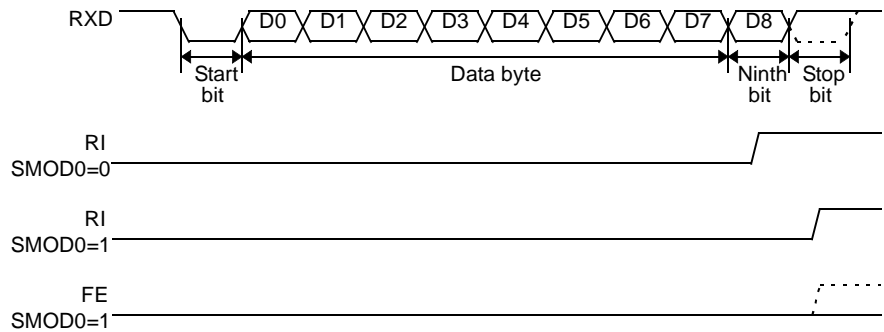 RXD D0 D1 D2 D3 D4 D5 D6 D7 D8
Start bit Data byte Ninth bit Stop bit
RI
SMOD0=0
RI
SMOD0=1
FE
SMOD0=1